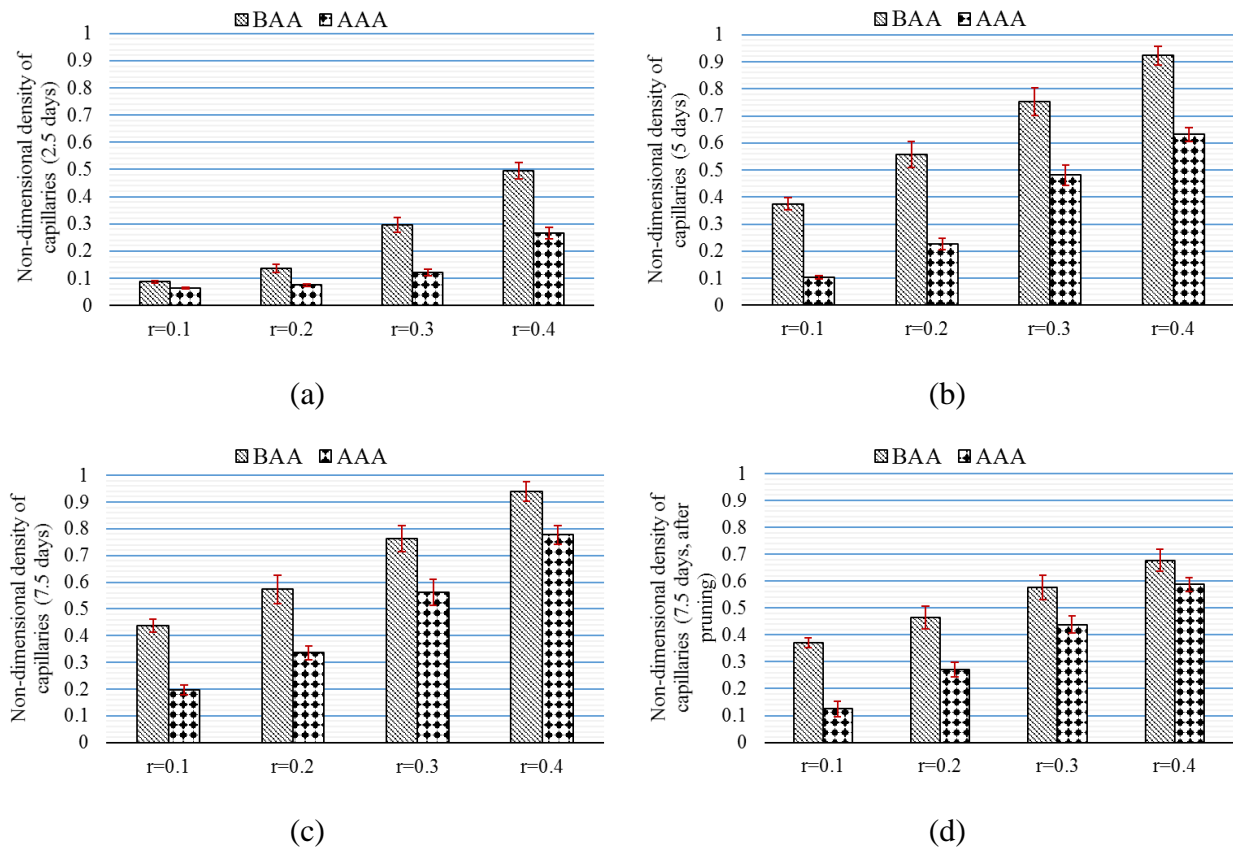 BAA AAA
Non-dimensional density of
capillaries (2.5 days)
1
0.9
0.8
0.7
0.6
0.5
0.4
0.3
0.2
0.1
0
r=0.1 r=0.2 r=0.3 r=0.4
(a)
BAA AAA
Non-dimensional density of
capillaries (5 days)
1
0.9
0.8
0.7
0.6
0.5
0.4
0.3
0.2
0.1
0
r=0.1 r=0.2 r=0.3 r=0.4
(b)
BAA AAA
Non-dimensional density of
capillaries (7.5 days)
1
0.9
0.8
0.7
0.6
0.5
0.4
0.3
0.2
0.1
0
r=0.1 r=0.2 r=0.3 r=0.4
(c)
BAA AAA
Non-dimensional density of
capillaries (7.5 days, after
pruning)
1
0.9
0.8
0.7
0.6
0.5
0.4
0.3
0.2
0.1
0
r=0.1 r=0.2 r=0.3 r=0.4
(d)